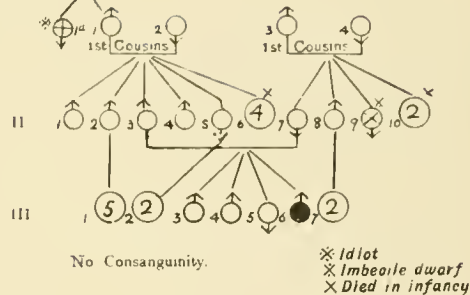 ※ 1a 1 2 3 4
1st Cousins 1st Cousins
× ×
4 × 2
II 1 2 3 4 5 6 7 8 9 10
III 1 5 2 2 3 4 5 6 7 2
No Consanguinity.
※ Idiot
× Imbecile dwarf
× Died in infancy